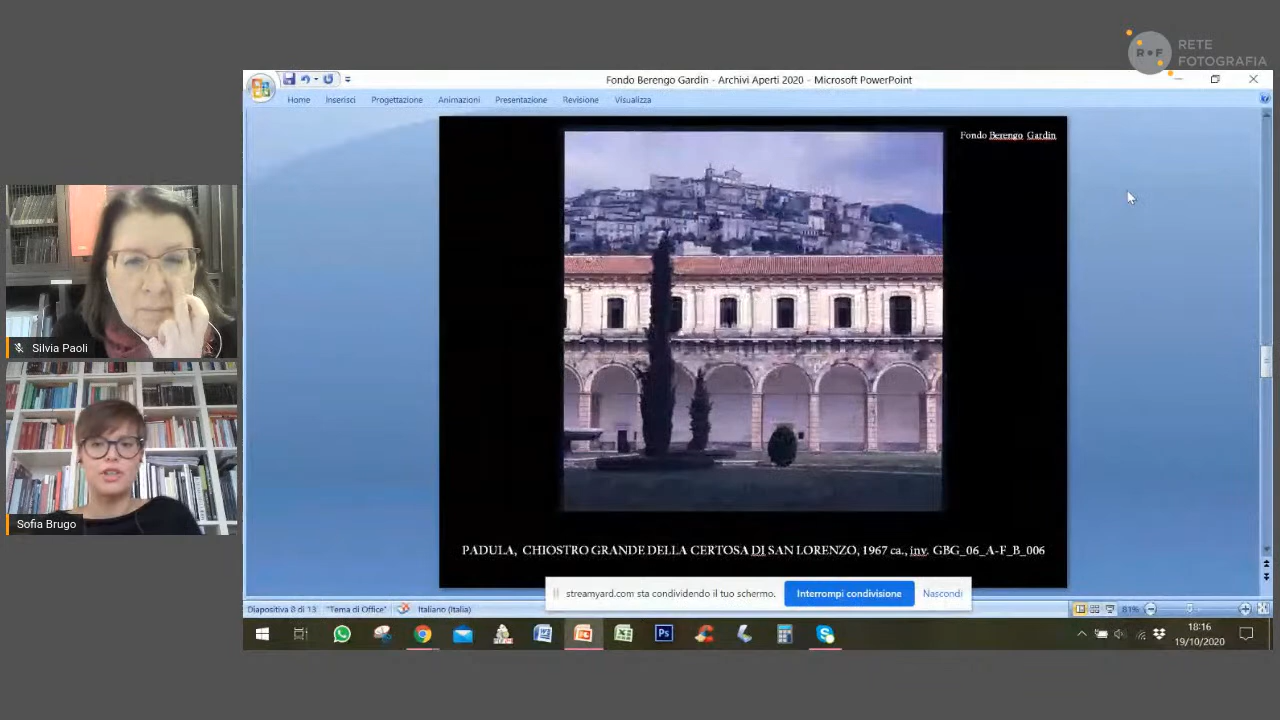 R●F
RETE
FOTOGRAFIA
Fondo Berengo Gardin - Archivi Aperti 2020 - Microsoft PowerPoint
Home Inserisci Progettazione Animazioni Presentazione Revisione Visualizza
Fondo Berengo Gardin
Silvia Paoli
Sofia Brugo
PADULA, CHIOSTRO GRANDE DELLA CERTOSA DI SAN LORENZO, 1967 ca., inv. GBG_06_A-F_B_006
streamyard.com sta condividendo il tuo schermo. Interrompi condivisione Nascondi
Diapositiva 8 di 13 "Tema di Office" Italiano (Italia) 81%
Ps
18:16
19/10/2020